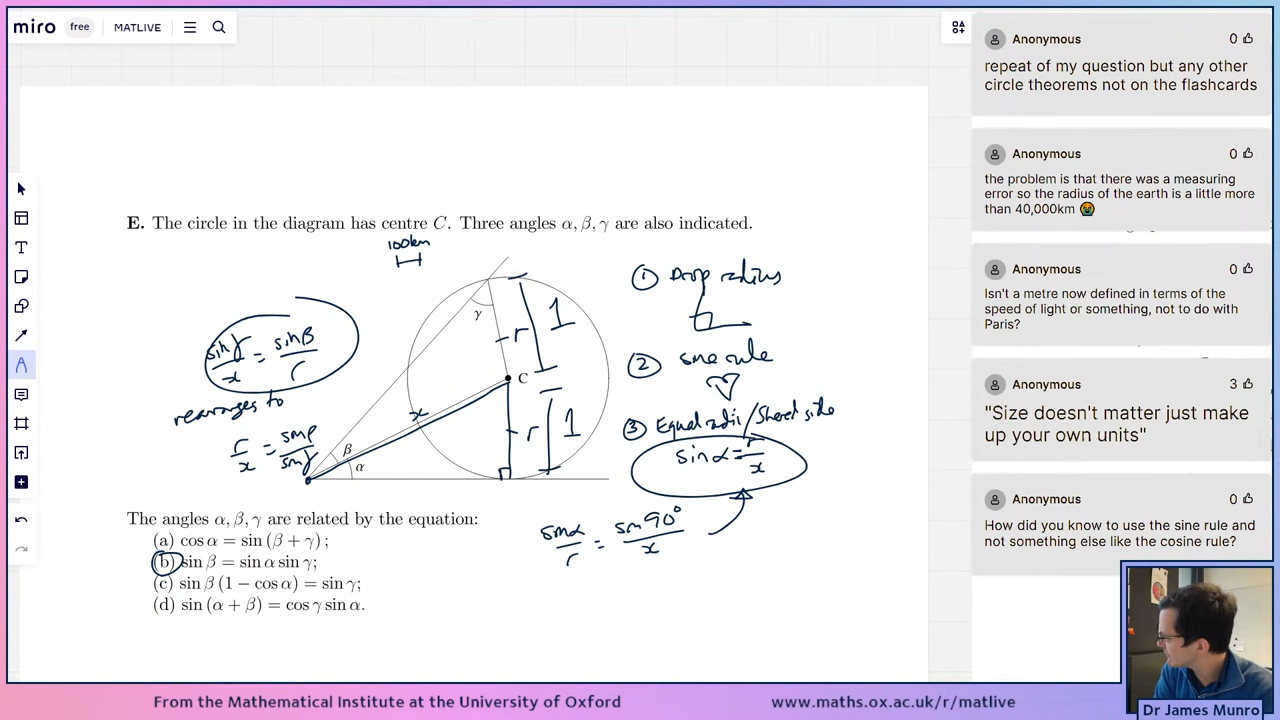 miro
free
MATLIVE
E. The circle in the diagram has centre C. Three angles α, β, γ are also indicated.
100km
① Drop radius
② sine rule
③ Equal radii / Shared side
sin α = r/x
sin γ / x = sin β / r
rearranges to
r/x = sin β / sin γ
γ
r
1
C
x
r
1
β
α
The angles α, β, γ are related by the equation:
(a) cos α = sin (β + γ) ;
(b) sin β = sin α sin γ;
(c) sin β (1 − cos α) = sin γ;
(d) sin (α + β) = cos γ sin α.
sin α / r = sin 90° / x
Anonymous 0
repeat of my question but any other
circle theorems not on the flashcards
Anonymous 0
the problem is that there was a measuring
error so the radius of the earth is a little more
than 40,000km 😭
Anonymous 0
Isn't a metre now defined in terms of the
speed of light or something, not to do with
Paris?
Anonymous 3
"Size doesn't matter just make
up your own units"
Anonymous 0
How did you know to use the sine rule and
not something else like the cosine rule?
From the Mathematical Institute at the University of Oxford
www.maths.ox.ac.uk/r/matlive
Dr James Munro